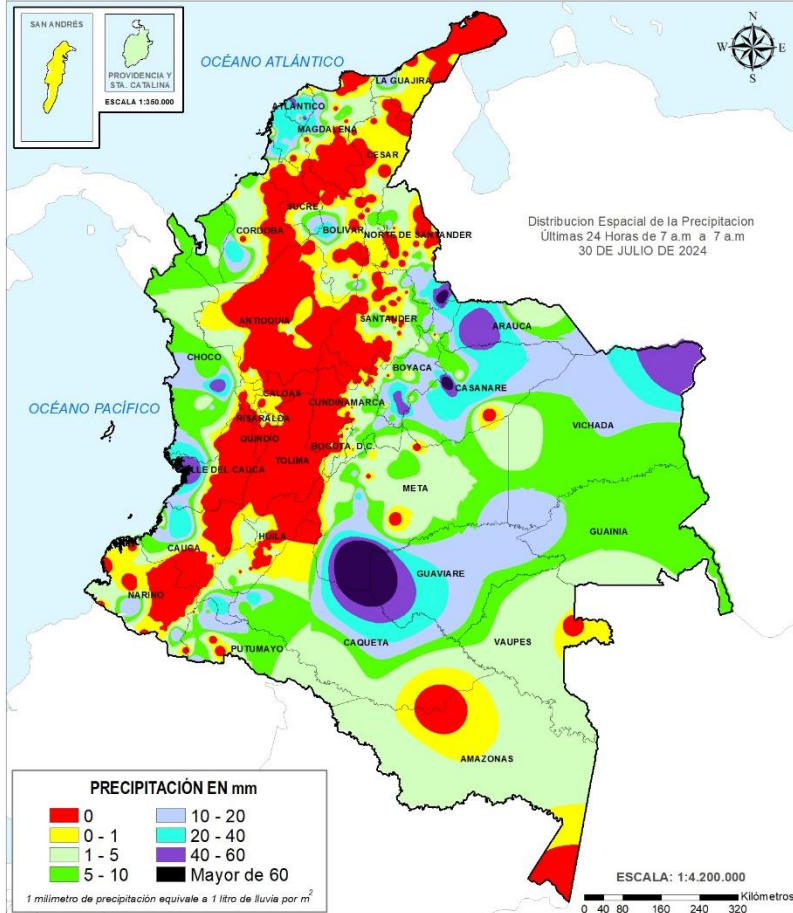 SAN ANDRÉS
PROVIDENCIA Y
STA. CATALINA
ESCALA 1:350.000
OCÉANO ATLÁNTICO
N
W
E
S
LA GUAJIRA
ATLANTICO
MAGDALENA
CESAR
SUCRE
CORDOBA
BOLIVAR
NORTE DE SANTANDER
Distribucion Espacial de la Precipitacion
Últimas 24 Horas de 7 a.m a 7 a.m
30 DE JULIO DE 2024
ANTIOQUIA
SANTANDER
ARAUCA
CHOCO
BOYACA
CASANARE
CALDAS
CUNDINAMARCA
OCÉANO PACÍFICO
RISARALDA
VICHADA
QUINDIO
BOGOTA, D.C.
TOLIMA
VALLE DEL CAUCA
META
GUAINIA
HUILA
CAUCA
GUAVIARE
NARIÑO
CAQUETA
VAUPES
PUTUMAYO
AMAZONAS
PRECIPITACIÓN EN mm
0
10 - 20
0 - 1
20 - 40
1 - 5
40 - 60
5 - 10
Mayor de 60
1 milimetro de precipitación equivale a 1 litro de lluvia por m²
ESCALA: 1:4.200.000
Kilómetros
0 40 80 160 240 320